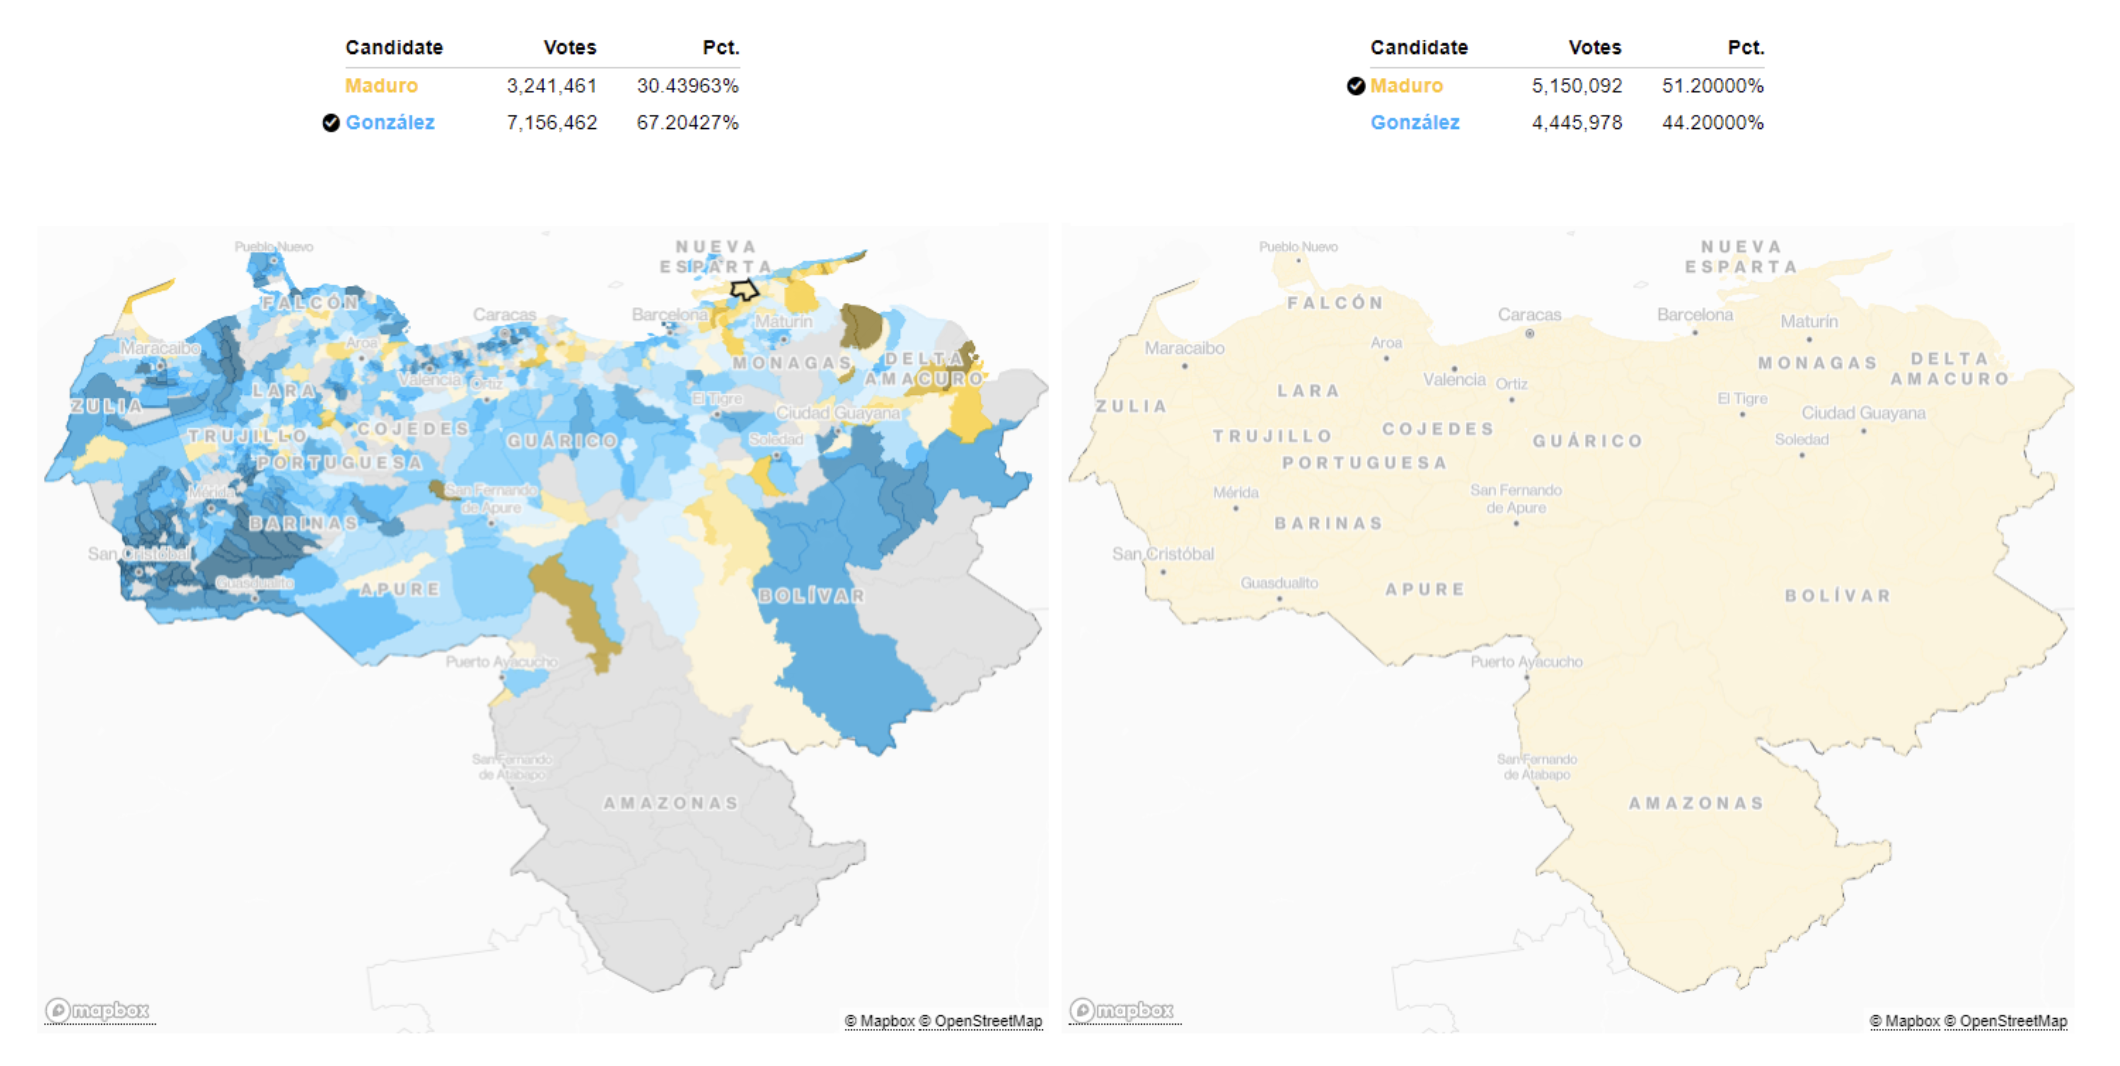 Candidate Votes Pct.
Maduro 3,241,461 30.43963%
González 7,156,462 67.20427%
Candidate Votes Pct.
Maduro 5,150,092 51.20000%
González 4,445,978 44.20000%
Pueblo Nuevo
NUEVA
ESPARTA
FALCÓN
Caracas
Barcelona
Maturín
Maracaibo
Aroa
MONAGAS
DELTA
AMACURO
Valencia
Ortiz
LARA
ZULIA
El Tigre
Ciudad Guayana
TRUJILLO
COJEDES
GUÁRICO
Soledad
PORTUGUESA
Mérida
San Fernando
de Apure
BARINAS
San Cristóbal
Guasdualito
APURE
BOLÍVAR
Puerto Ayacucho
San Fernando
de Atabapo
AMAZONAS
mapbox
© Mapbox © OpenStreetMap
Pueblo Nuevo
NUEVA
ESPARTA
FALCÓN
Caracas
Barcelona
Maturín
Maracaibo
Aroa
MONAGAS
DELTA
AMACURO
Valencia
Ortiz
LARA
ZULIA
El Tigre
Ciudad Guayana
TRUJILLO
COJEDES
GUÁRICO
Soledad
PORTUGUESA
Mérida
San Fernando
de Apure
BARINAS
San Cristóbal
Guasdualito
APURE
BOLÍVAR
Puerto Ayacucho
San Fernando
de Atabapo
AMAZONAS
mapbox
© Mapbox © OpenStreetMap